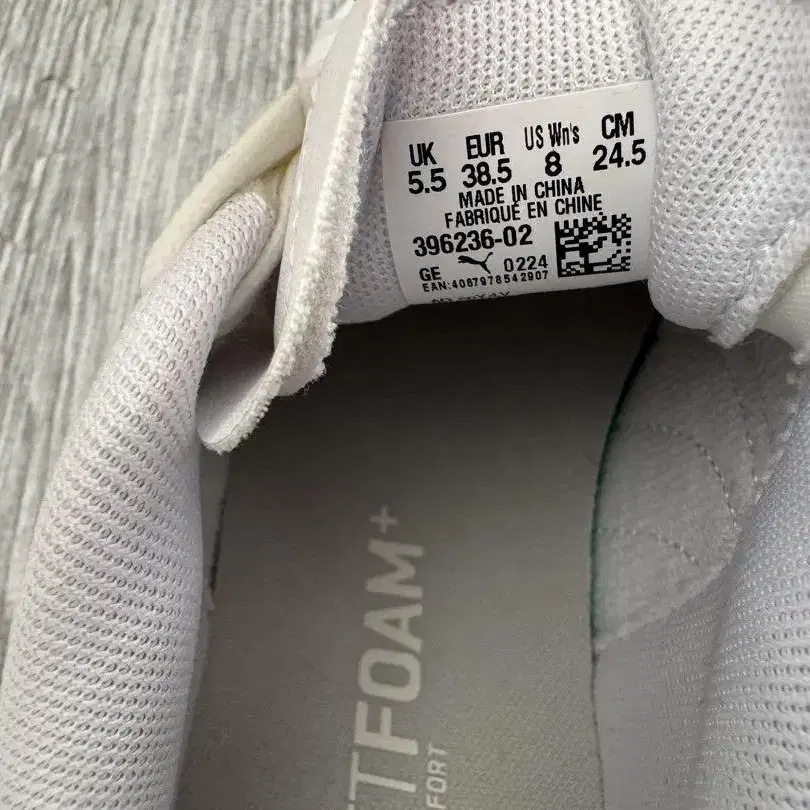 UK EUR US Wn's CM
5.5 38.5 8 24.5
MADE IN CHINA
FABRIQUÉ EN CHINE
396236-02
GE 0224
EAN:4067978542907
FOAM+